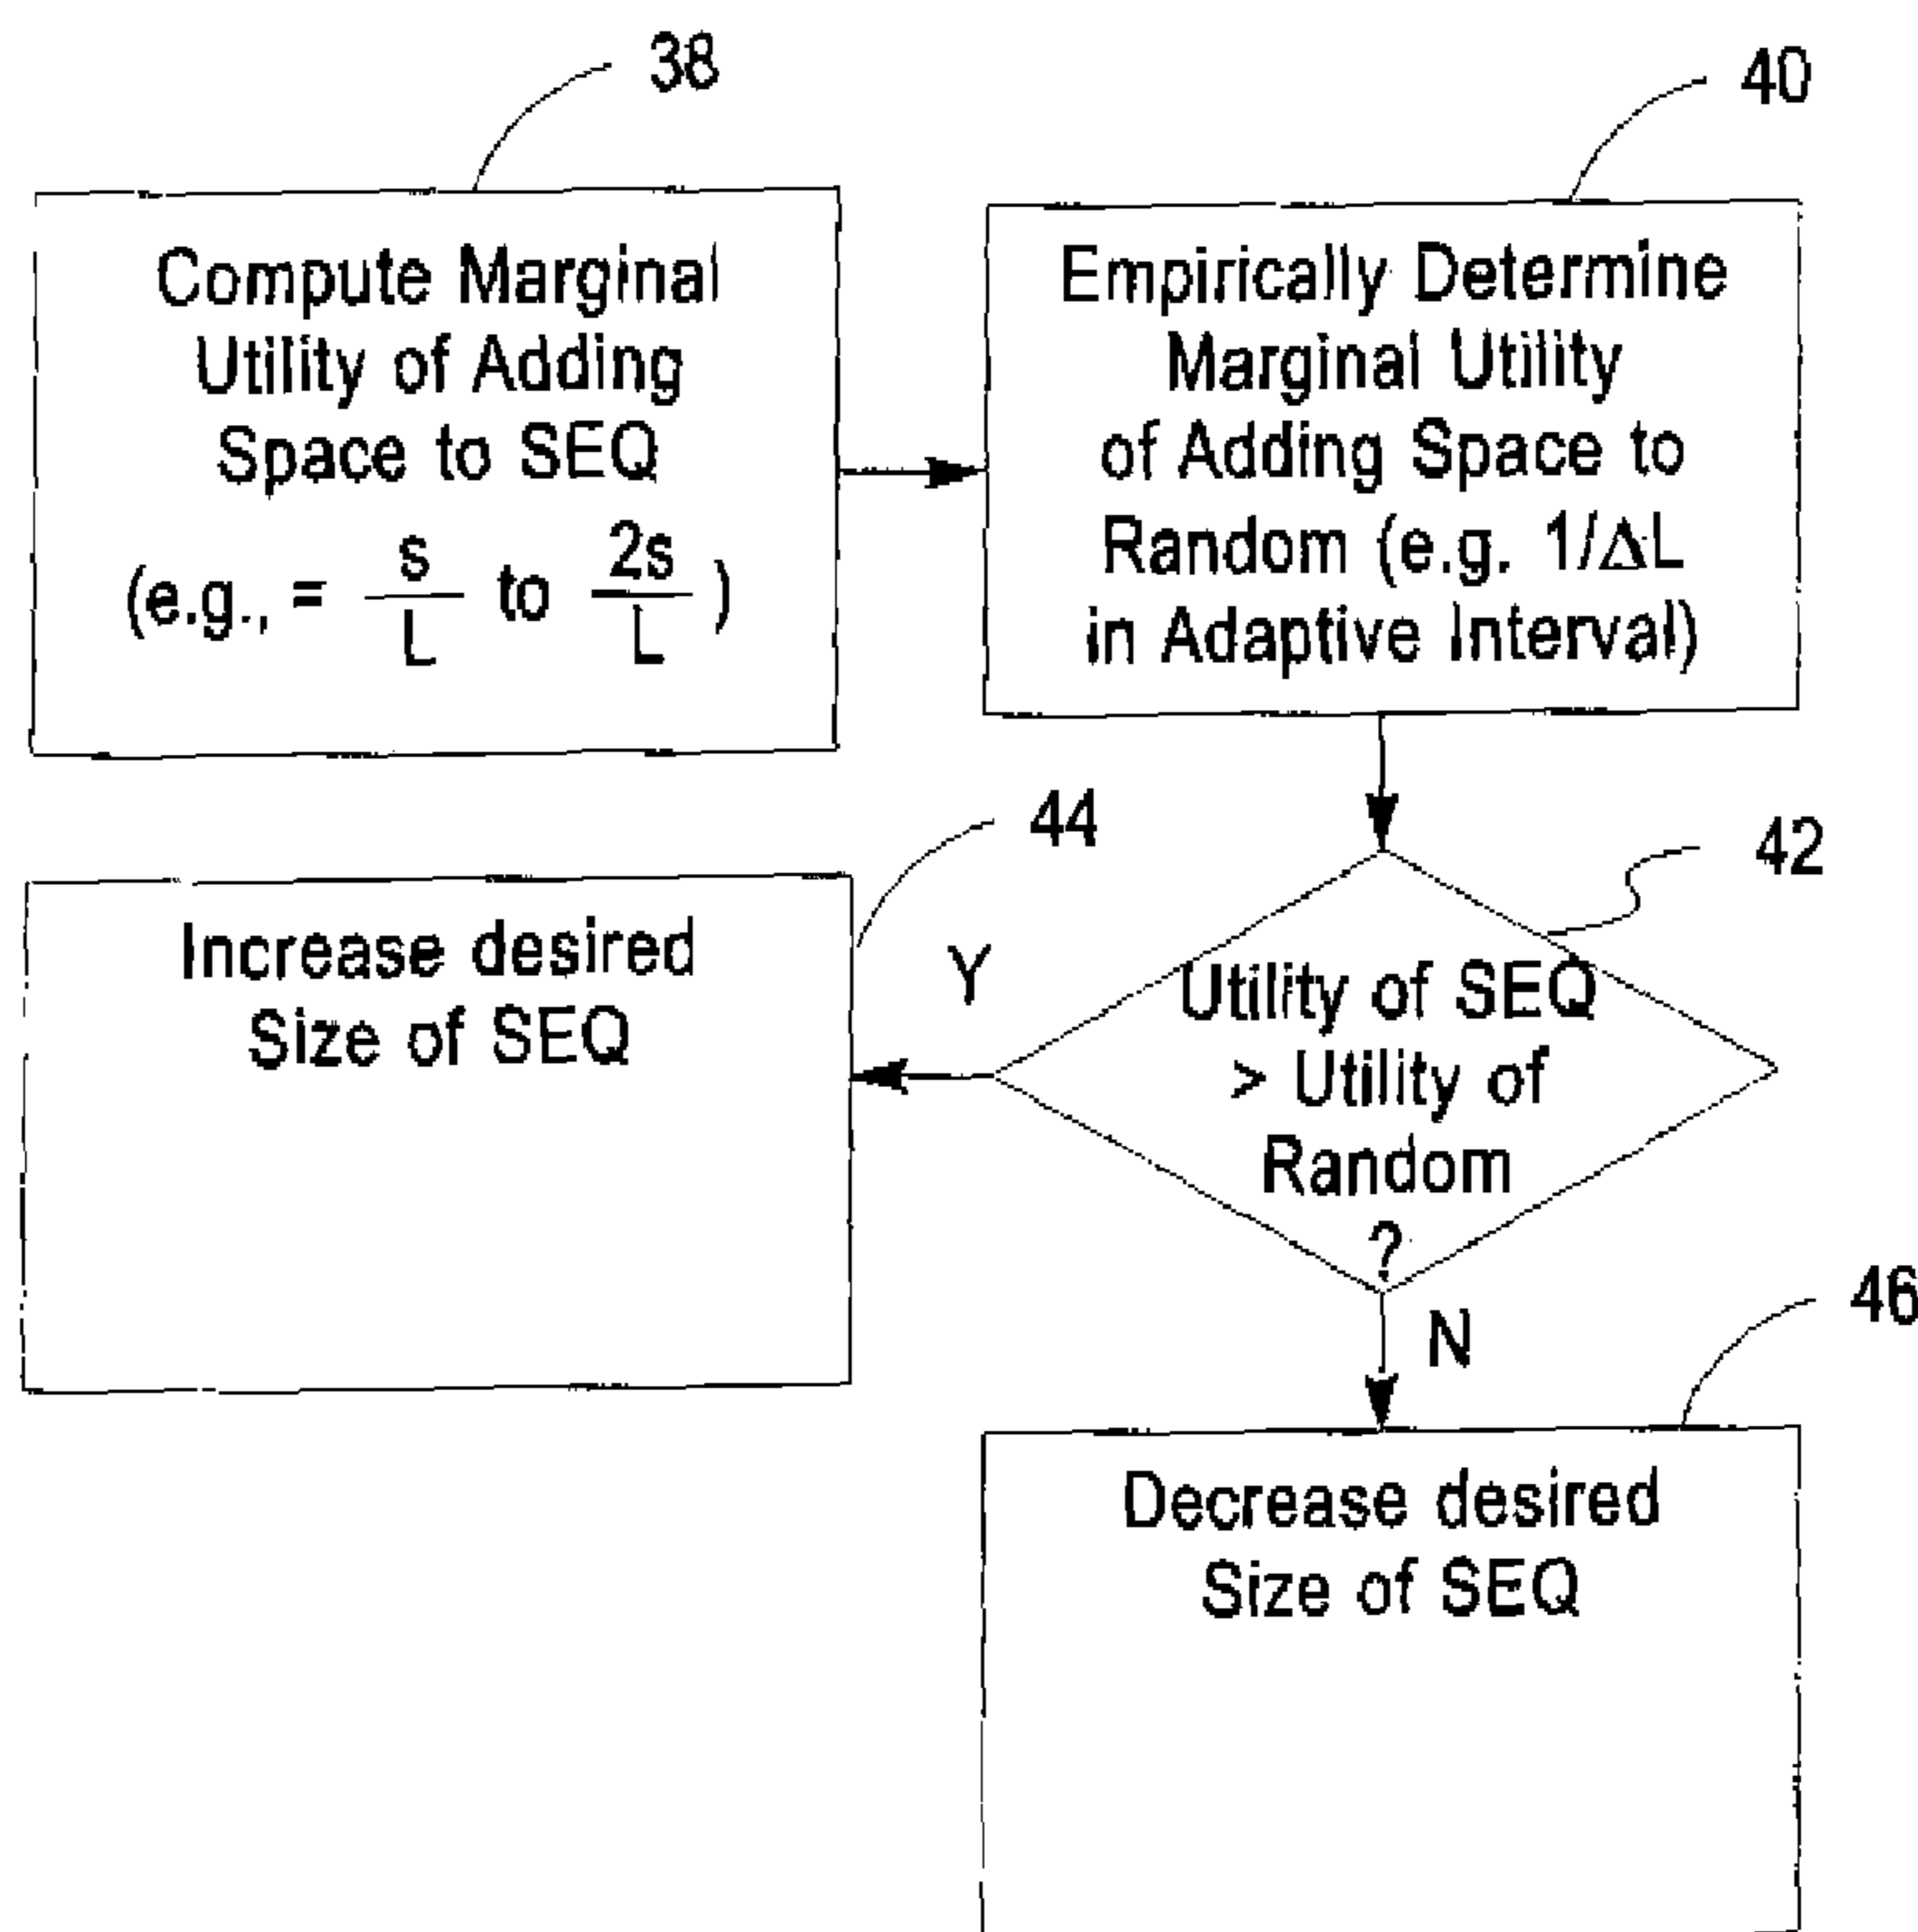 38
Compute Marginal
Utility of Adding
Space to SEQ
(e.g., = s/L to 2s/L )
40
Empirically Determine
Marginal Utility
of Adding Space to
Random (e.g. 1/ΔL
in Adaptive Interval)
44
Increase desired
Size of SEQ
Y
42
Utility of SEQ
> Utility of
Random
?
N
46
Decrease desired
Size of SEQ